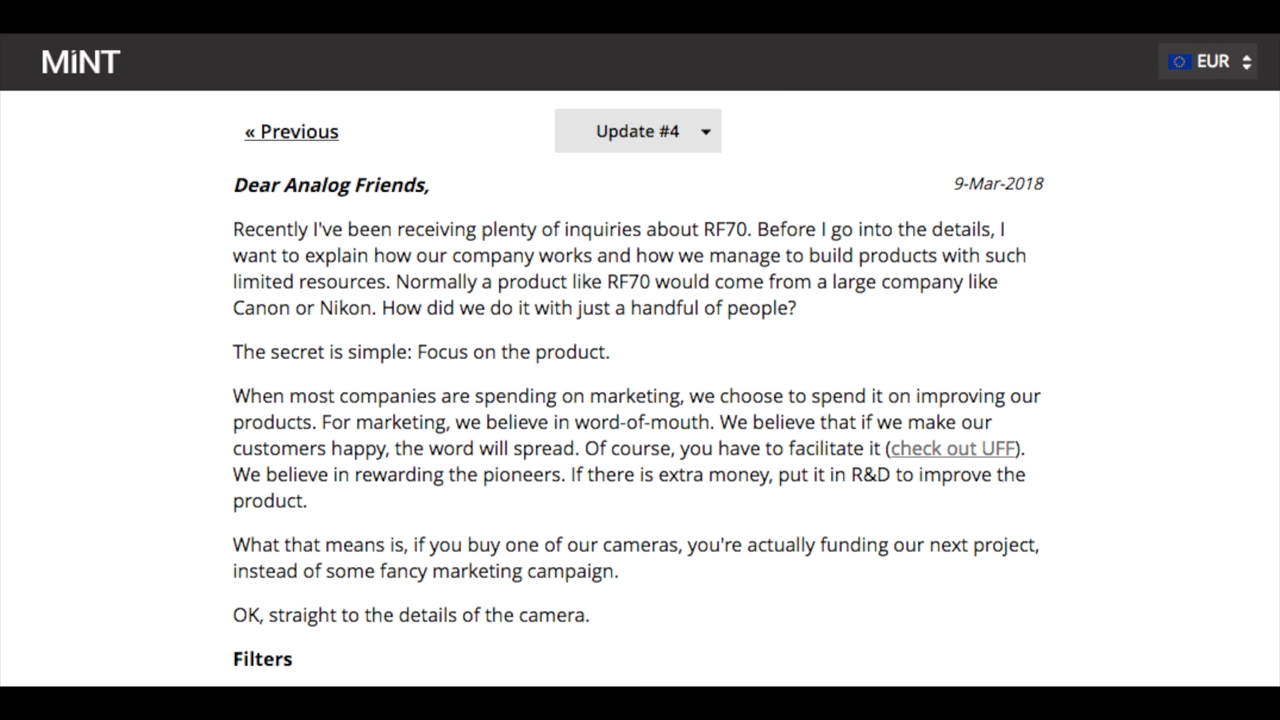 MiNT
EUR
« Previous
Update #4
Dear Analog Friends,
9-Mar-2018
Recently I've been receiving plenty of inquiries about RF70. Before I go into the details, I
want to explain how our company works and how we manage to build products with such
limited resources. Normally a product like RF70 would come from a large company like
Canon or Nikon. How did we do it with just a handful of people?
The secret is simple: Focus on the product.
When most companies are spending on marketing, we choose to spend it on improving our
products. For marketing, we believe in word-of-mouth. We believe that if we make our
customers happy, the word will spread. Of course, you have to facilitate it (check out UFF).
We believe in rewarding the pioneers. If there is extra money, put it in R&D to improve the
product.
What that means is, if you buy one of our cameras, you're actually funding our next project,
instead of some fancy marketing campaign.
OK, straight to the details of the camera.
Filters